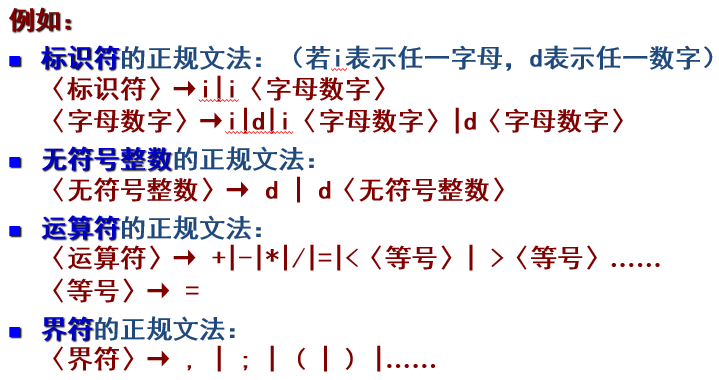 例如：
标识符的正规文法：（若i表示任一字母，d表示任一数字）
〈标识符〉→i|i〈字母数字〉
〈字母数字〉→i|d|i〈字母数字〉|d〈字母数字〉
无符号整数的正规文法：
〈无符号整数〉→ d | d〈无符号整数〉
运算符的正规文法：
〈运算符〉→ +|-|*|/|=|<〈等号〉| >〈等号〉……
〈等号〉→ =
界符的正规文法：
〈界符〉→ , | ; | ( | ) |……